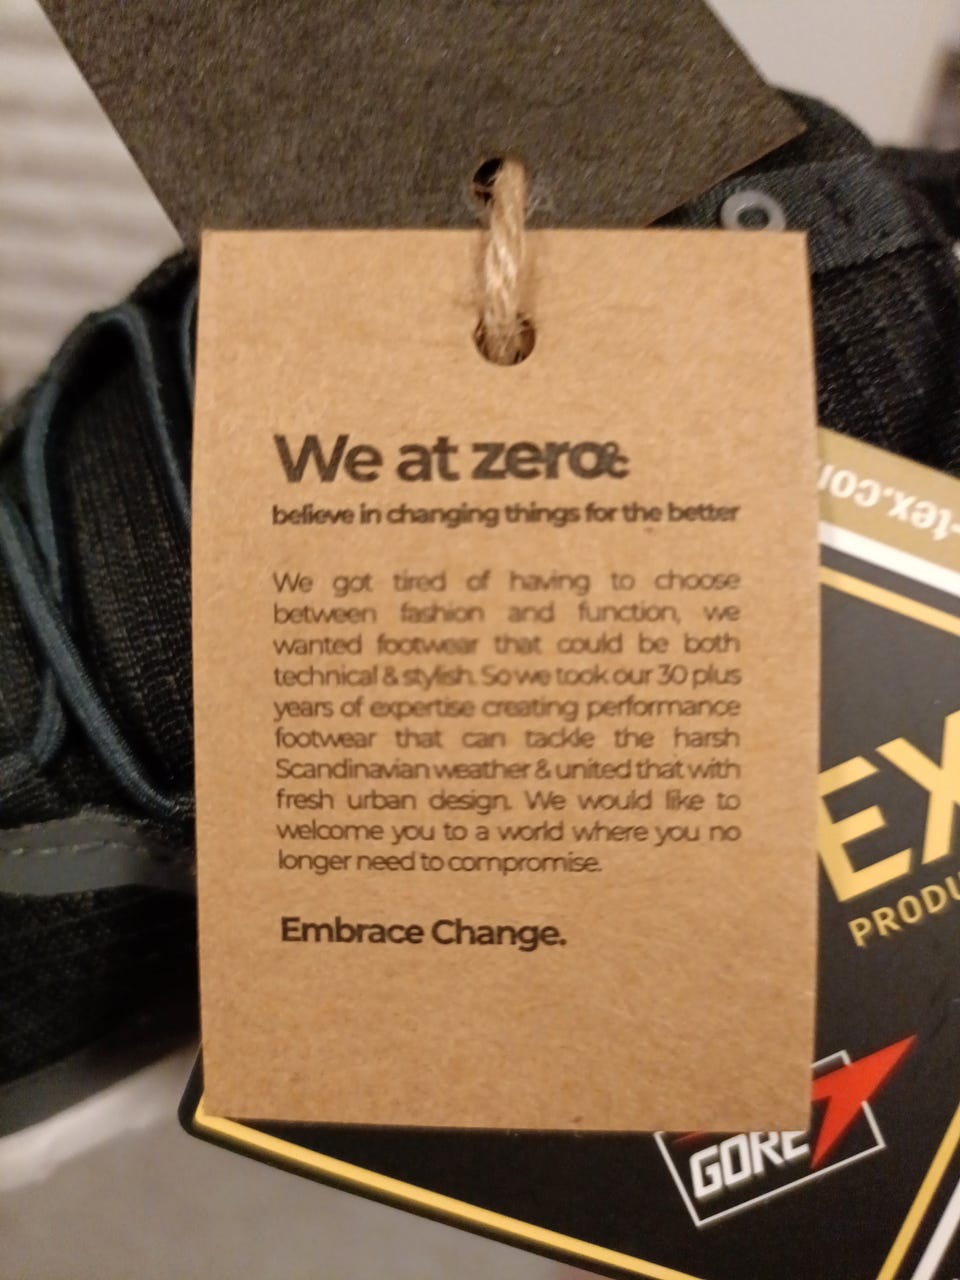 We at zero°c
believe in changing things for the better
We got tired of having to choose
between fashion and function, we
wanted footwear that could be both
technical & stylish. So we took our 30 plus
years of expertise creating performance
footwear that can tackle the harsh
Scandinavian weather & united that with
fresh urban design. We would like to
welcome you to a world where you no
longer need to compromise.
Embrace Change.
-tex.com
EX
PRODU
GORE